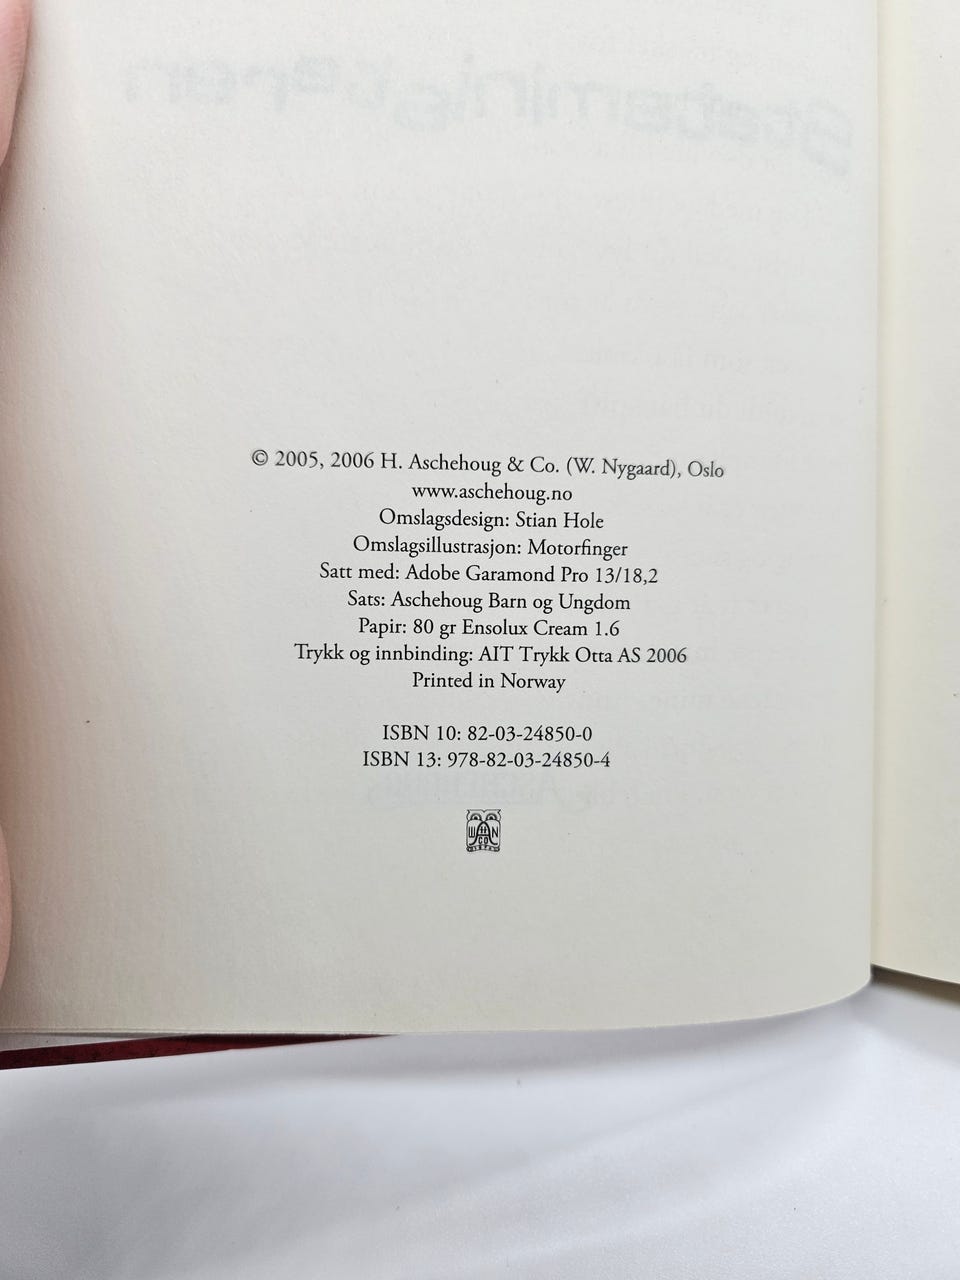 © 2005, 2006 H. Aschehoug & Co. (W. Nygaard), Oslo
www.aschehoug.no
Omslagsdesign: Stian Hole
Omslagsillustrasjon: Motorfinger
Satt med: Adobe Garamond Pro 13/18,2
Sats: Aschehoug Barn og Ungdom
Papir: 80 gr Ensolux Cream 1.6
Trykk og innbinding: AIT Trykk Otta AS 2006
Printed in Norway
ISBN 10: 82-03-24850-0
ISBN 13: 978-82-03-24850-4